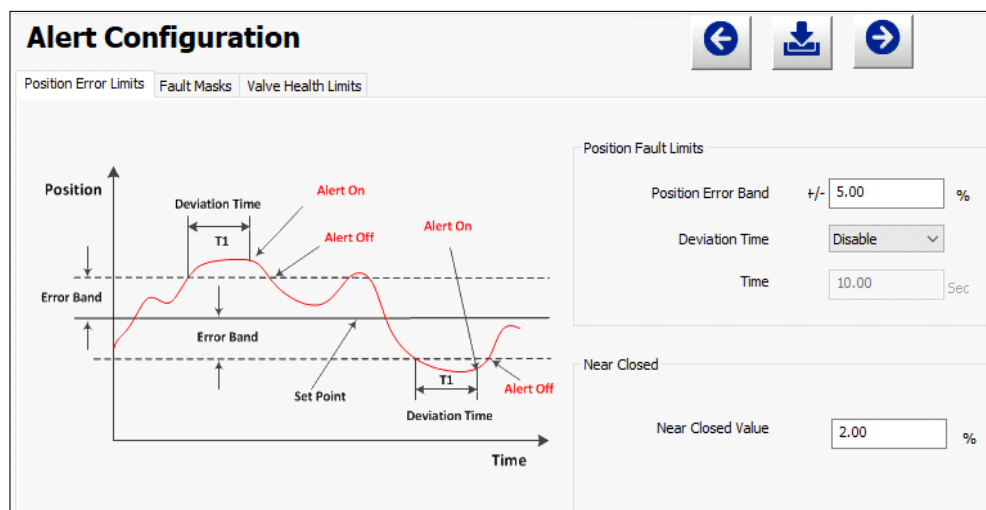 Alert Configuration
Position Error Limits
Fault Masks
Valve Health Limits
Position
Deviation Time
T1
Alert On
Alert Off
Alert On
Error Band
Error Band
Set Point
T1
Deviation Time
Alert Off
Time
Position Fault Limits
Position Error Band +/- 5.00 %
Deviation Time Disable
Time 10.00 Sec
Near Closed
Near Closed Value 2.00 %